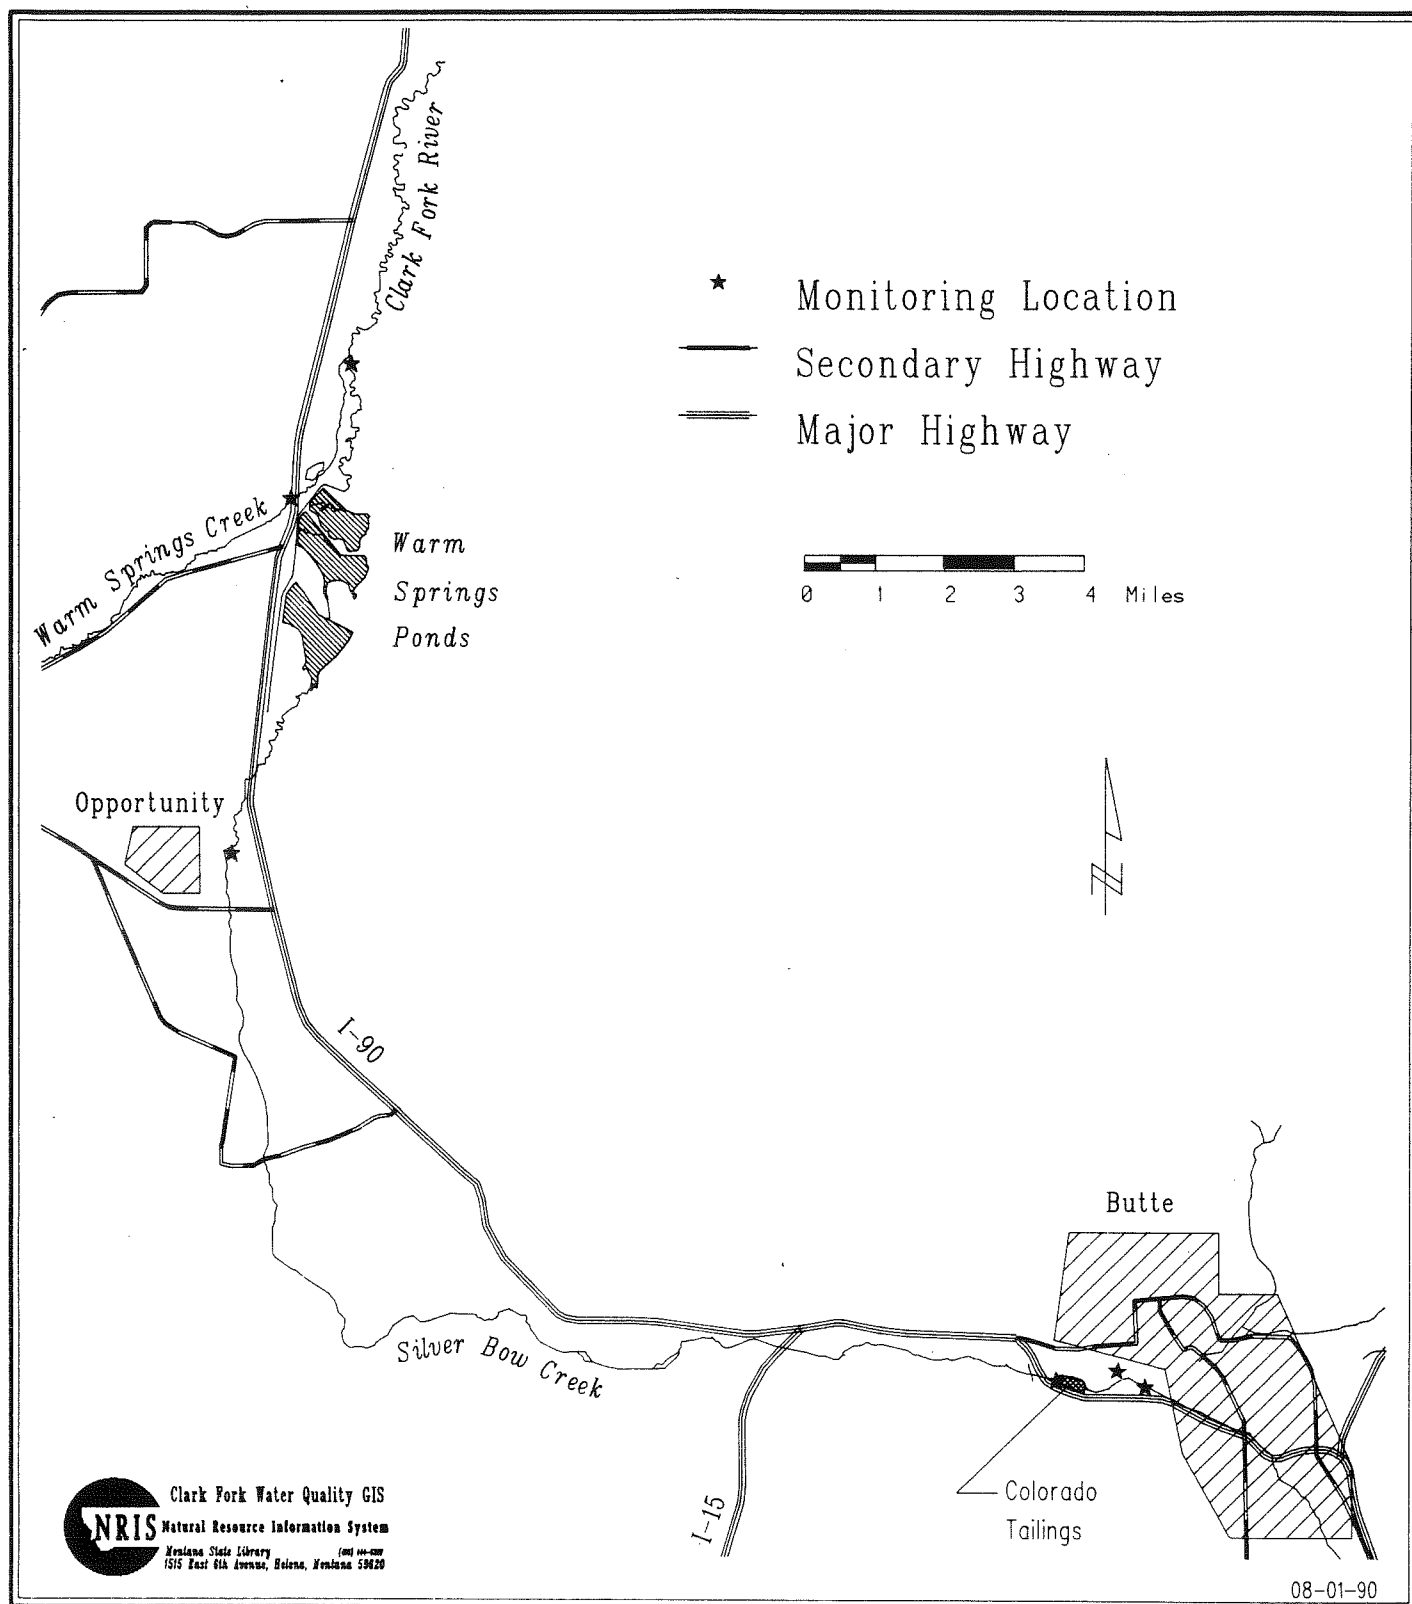 Clark Fork River
Monitoring Location
Secondary Highway
Major Highway
Warm Springs Creek
Warm
Springs
Ponds
0 1 2 3 4 Miles
Opportunity
N
I-90
Butte
Silver Bow Creek
I-15
Colorado
Tailings
NRIS
Clark Fork Water Quality GIS
Natural Resource Information System
Montana State Library
1515 East 6th Avenue, Helena, Montana 59620
08-01-90